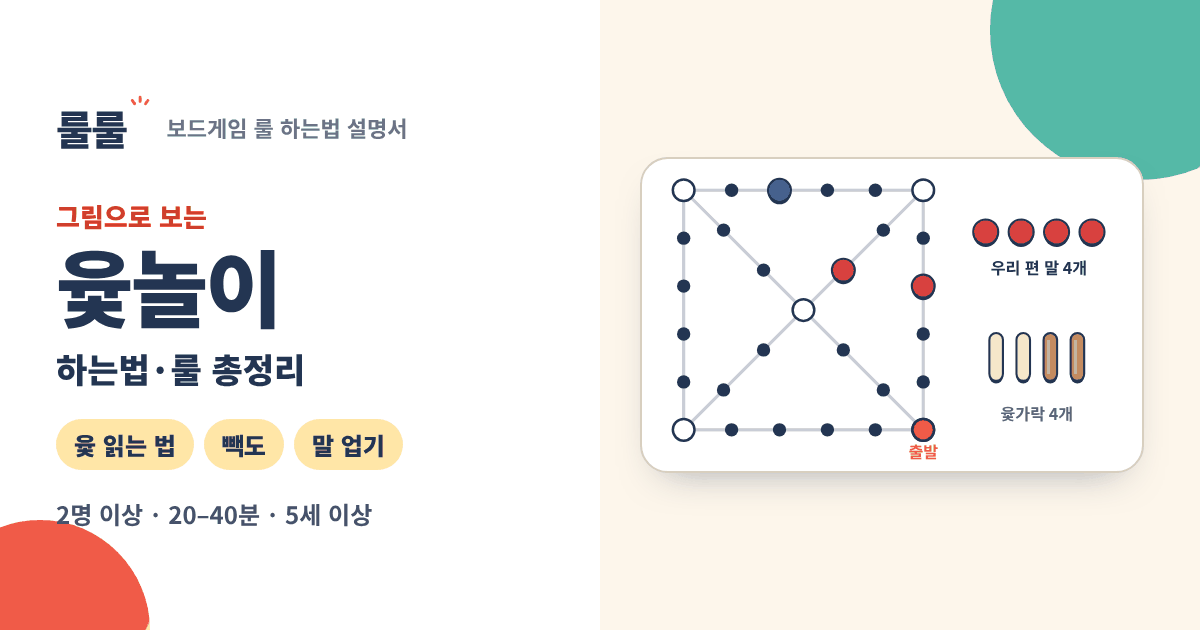 룰룰 보드게임 룰 하는법 설명서
그림으로 보는
윷놀이
하는법·룰 총정리
윷 읽는 법 빽도 말 업기
2명 이상 · 20–40분 · 5세 이상
우리 편 말 4개
윷가락 4개
출발